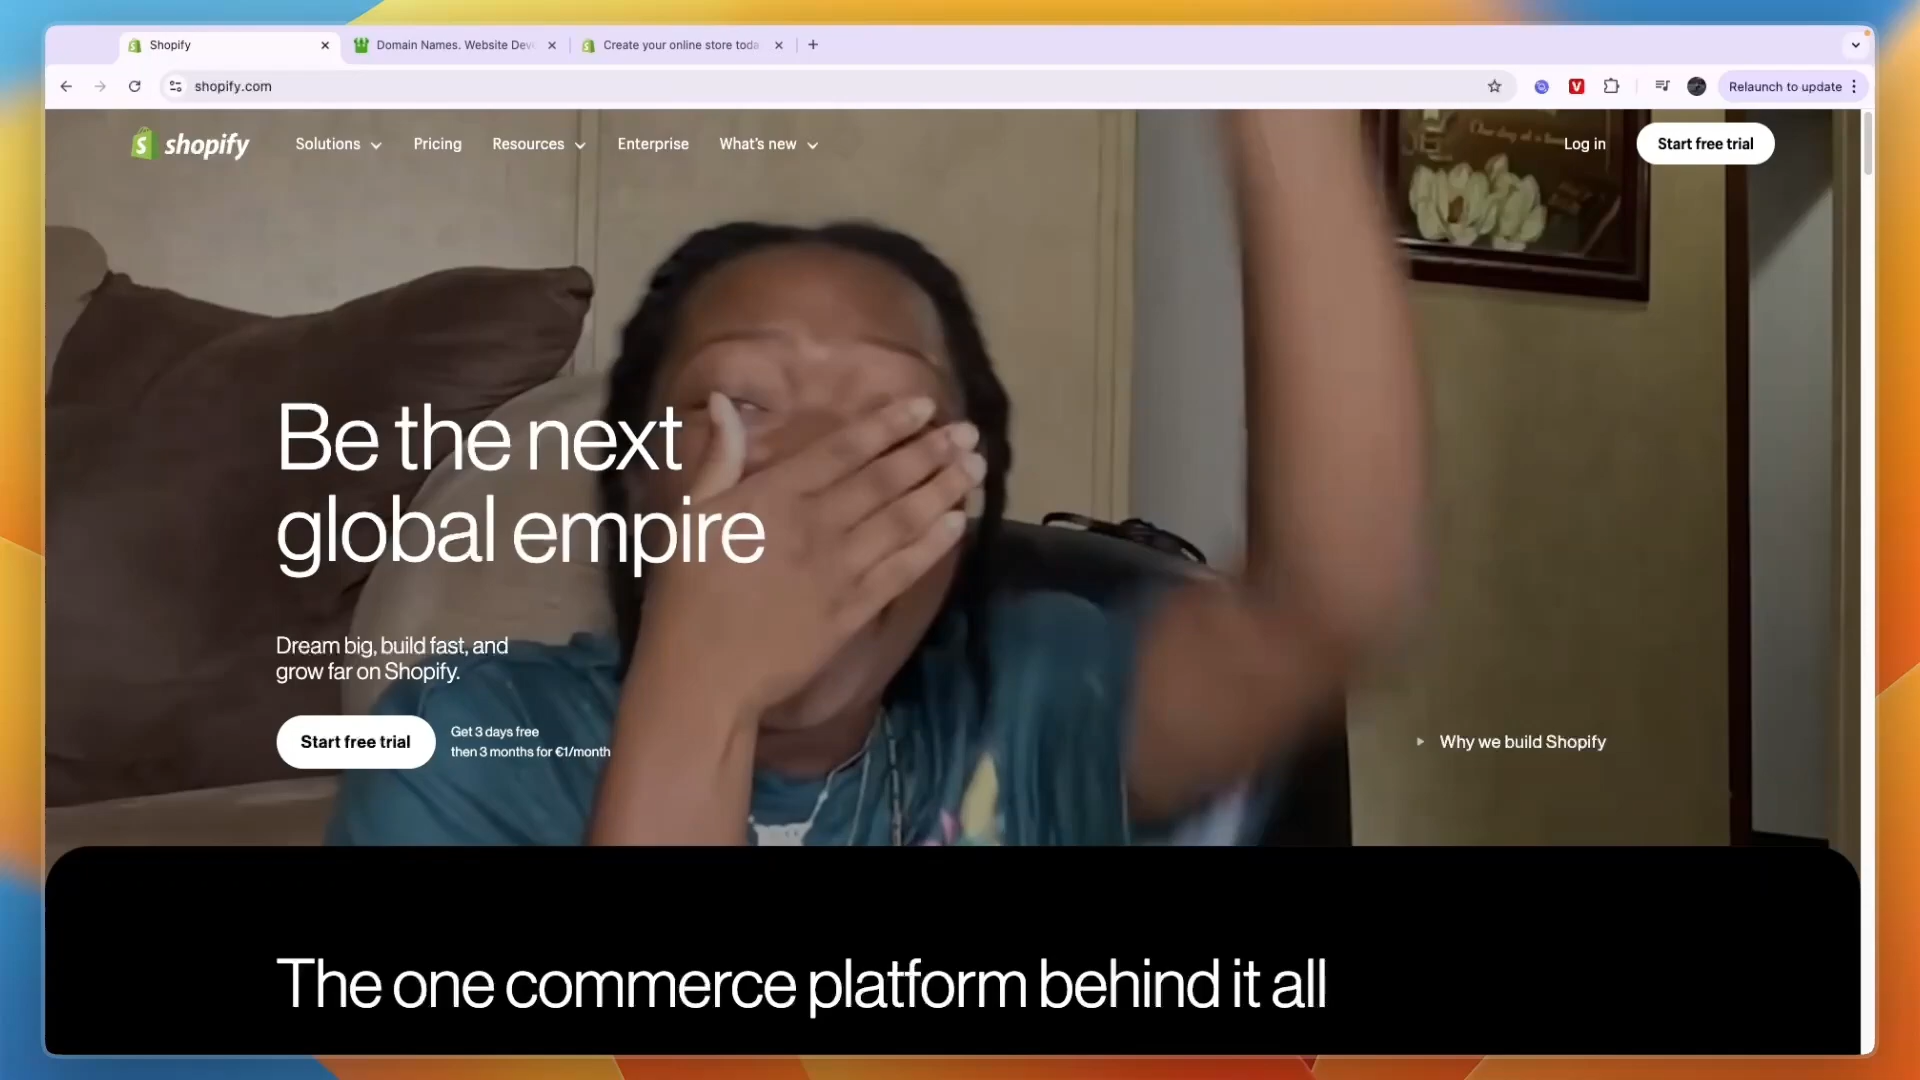 Shopify
Domain Names. Website Dev
Create your online store toda
shopify.com
Relaunch to update
shopify
Solutions
Pricing
Resources
Enterprise
What's new
Log in
Start free trial
Be the next
global empire
Dream big, build fast, and
grow far on Shopify.
Start free trial
Get 3 days free
then 3 months for €1/month
Why we build Shopify
The one commerce platform behind it all